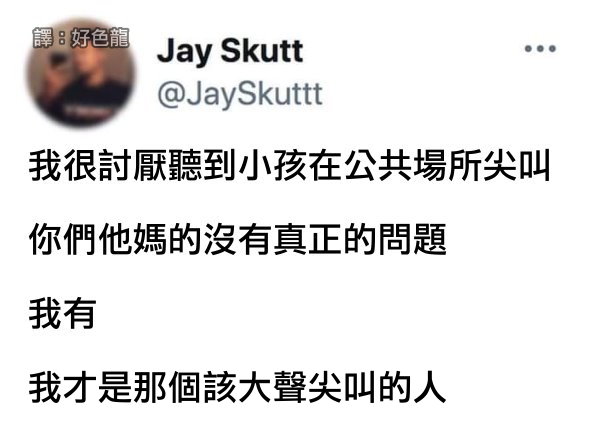 譯：好色龍
Jay Skutt
@JaySkuttt
我很討厭聽到小孩在公共場所尖叫
你們他媽的沒有真正的問題
我有
我才是那個該大聲尖叫的人